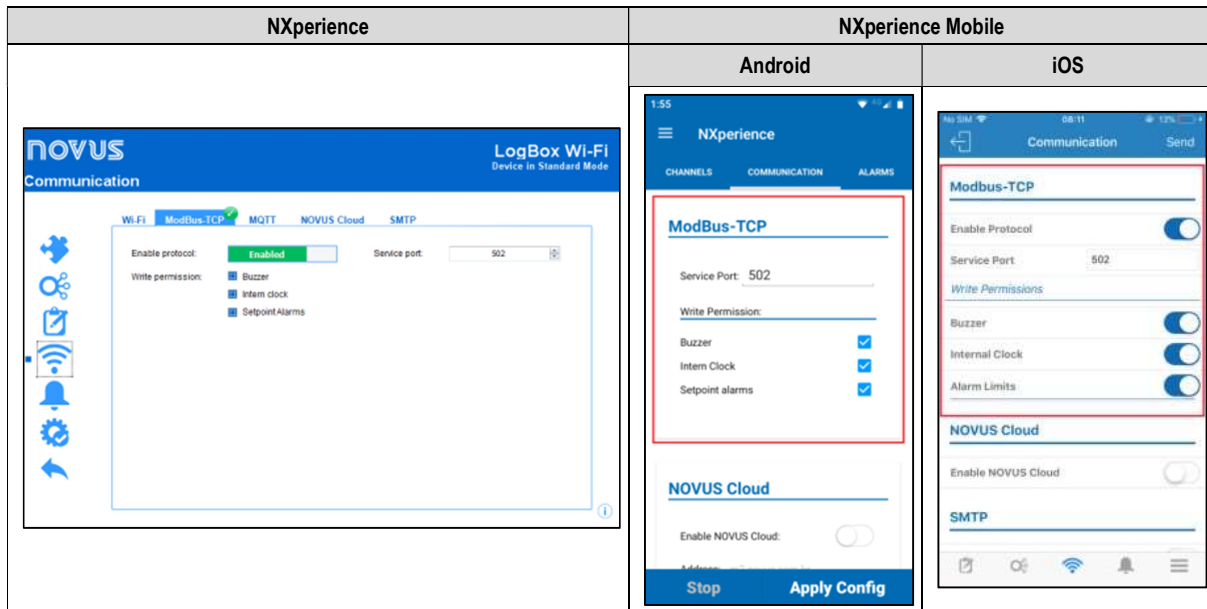 NXperience
NXperience Mobile
Android
iOS
NOVUS
LogBox Wi-Fi
Device in Standard Mode
Communication
Wi-Fi ModBus-TCP MQTT NOVUS Cloud SMTP
Enable protocol: Enabled Service port: 502
Write permission: Buzzer
Intern clock
Setpoint Alarms
1:55
NXperience
CHANNELS COMMUNICATION ALARMS
ModBus-TCP
Service Port: 502
Write Permission:
Buzzer
Intern Clock
Setpoint alarms
NOVUS Cloud
Enable NOVUS Cloud:
Stop Apply Config
No SIM 08:11 12%
Communication Send
Modbus-TCP
Enable Protocol
Service Port 502
Write Permissions
Buzzer
Internal Clock
Alarm Limits
NOVUS Cloud
Enable NOVUS Cloud
SMTP